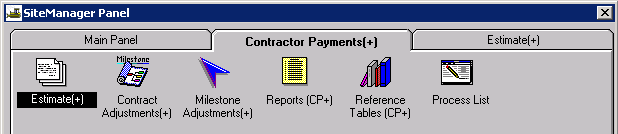 SiteManager Panel
Main Panel
Contractor Payments(+)
Estimate(+)
Milestone
Estimate(+)
Contract
Adjustments(+)
Milestone
Adjustments(+)
Reports (CP+)
Reference
Tables (CP+)
Process List